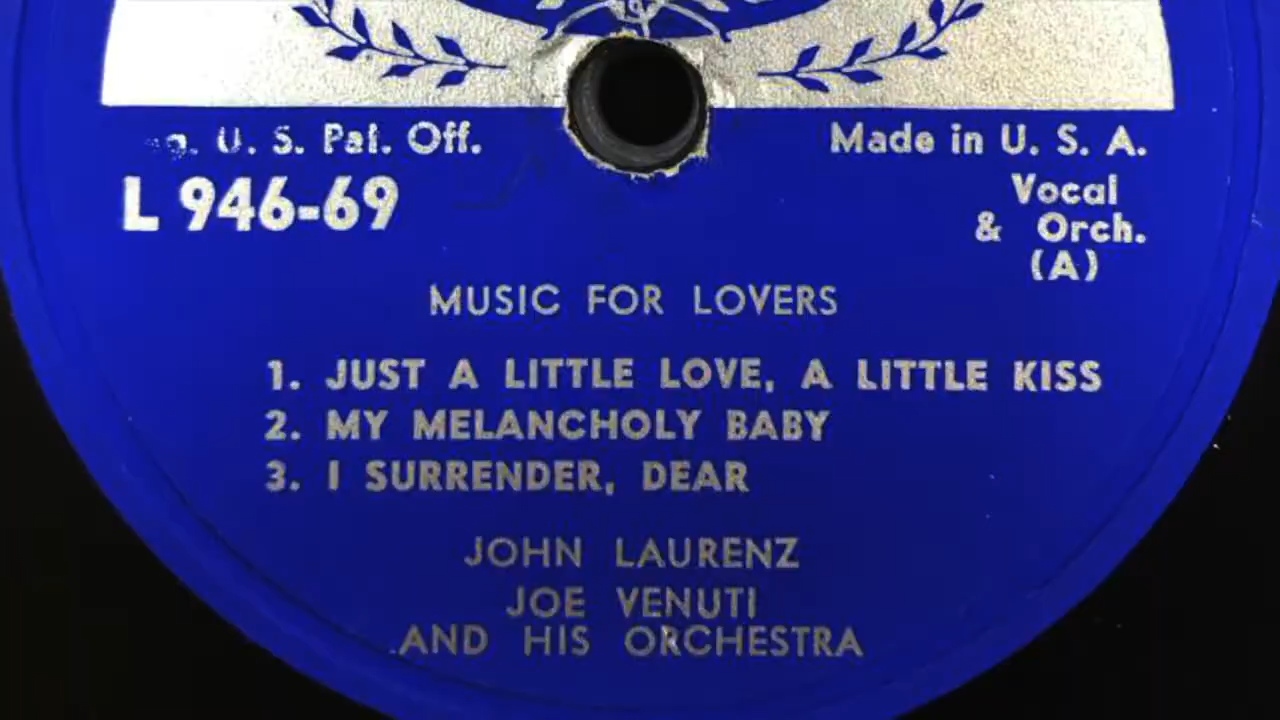 U. S. Pat. Off.
Made in U. S. A.
L 946-69
Vocal
& Orch.
(A)
MUSIC FOR LOVERS
1. JUST A LITTLE LOVE, A LITTLE KISS
2. MY MELANCHOLY BABY
3. I SURRENDER, DEAR
JOHN LAURENZ
JOE VENUTI
AND HIS ORCHESTRA